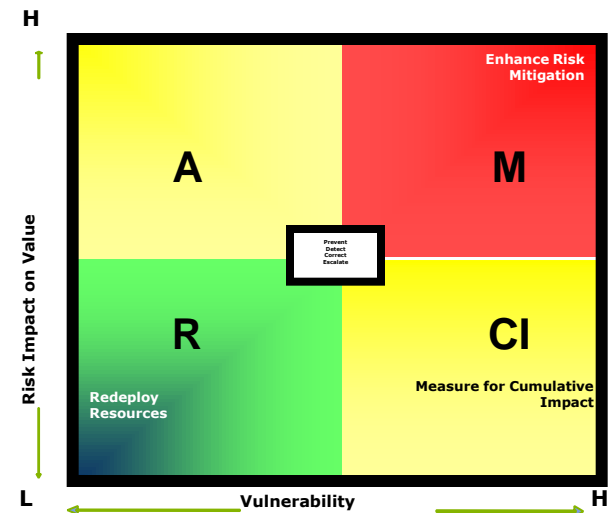 H
Enhance Risk
Mitigation
A
M
Prevent
Detect
Correct
Escalate
Risk Impact on Value
R
CI
Redeploy
Resources
Measure for Cumulative
Impact
L
Vulnerability
H